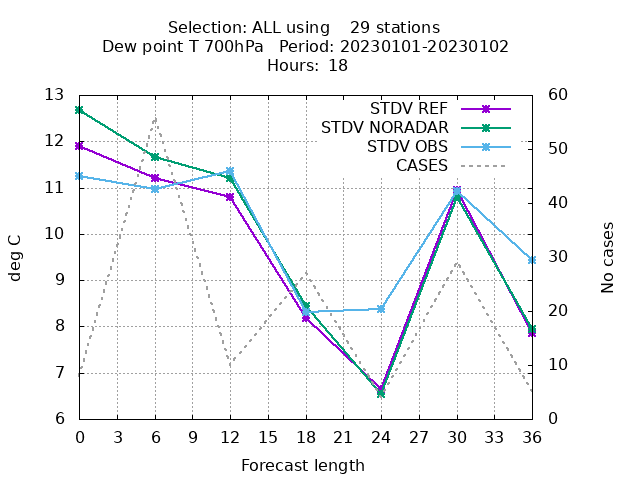 Selection: ALL using    29 stations
Dew point T 700hPa   Period: 20230101-20230102
Hours:  18
13
12
11
10
9
8
7
6
deg C
STDV REF
STDV NORADAR
STDV OBS
CASES
60
50
40
30
20
10
0
No cases
0 3 6 9 12 15 18 21 24 27 30 33 36
Forecast length